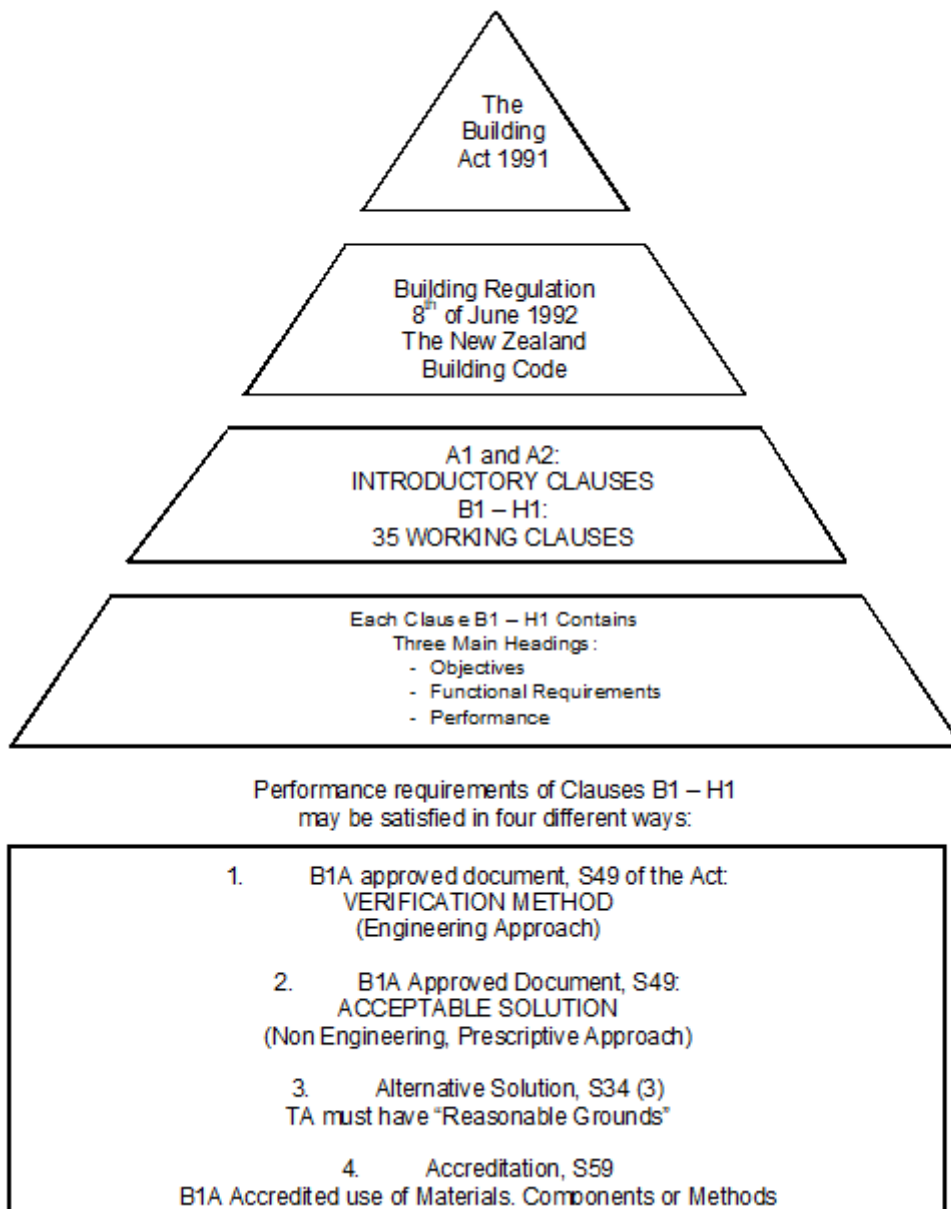 The
Building
Act 1991
Building Regulation
8th of June 1992
The New Zealand
Building Code
A1 and A2:
INTRODUCTORY CLAUSES
B1 – H1:
35 WORKING CLAUSES
Each Clause B1 – H1 Contains
Three Main Headings:
- Objectives
- Functional Requirements
- Performance
Performance requirements of Clauses B1 – H1
may be satisfied in four different ways:
1. B1A approved document, S49 of the Act:
VERIFICATION METHOD
(Engineering Approach)
2. B1A Approved Document, S49:
ACCEPTABLE SOLUTION
(Non Engineering, Prescriptive Approach)
3. Alternative Solution, S34 (3)
TA must have “Reasonable Grounds”
4. Accreditation, S59
B1A Accredited use of Materials. Components or Methods